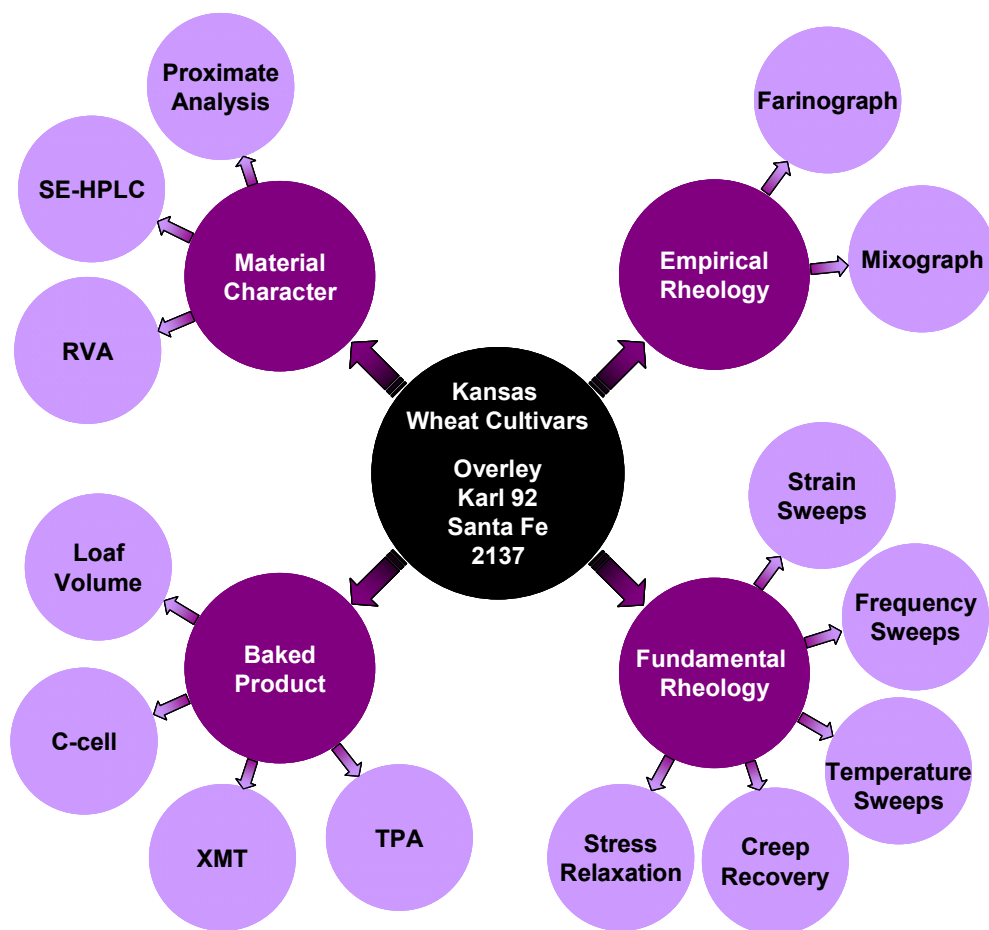 Proximate
Analysis
SE-HPLC
RVA
Material
Character
Farinograph
Mixograph
Empirical
Rheology
Kansas
Wheat Cultivars
Overley
Karl 92
Santa Fe
2137
Loaf
Volume
C-cell
XMT
TPA
Baked
Product
Strain
Sweeps
Frequency
Sweeps
Temperature
Sweeps
Creep
Recovery
Stress
Relaxation
Fundamental
Rheology